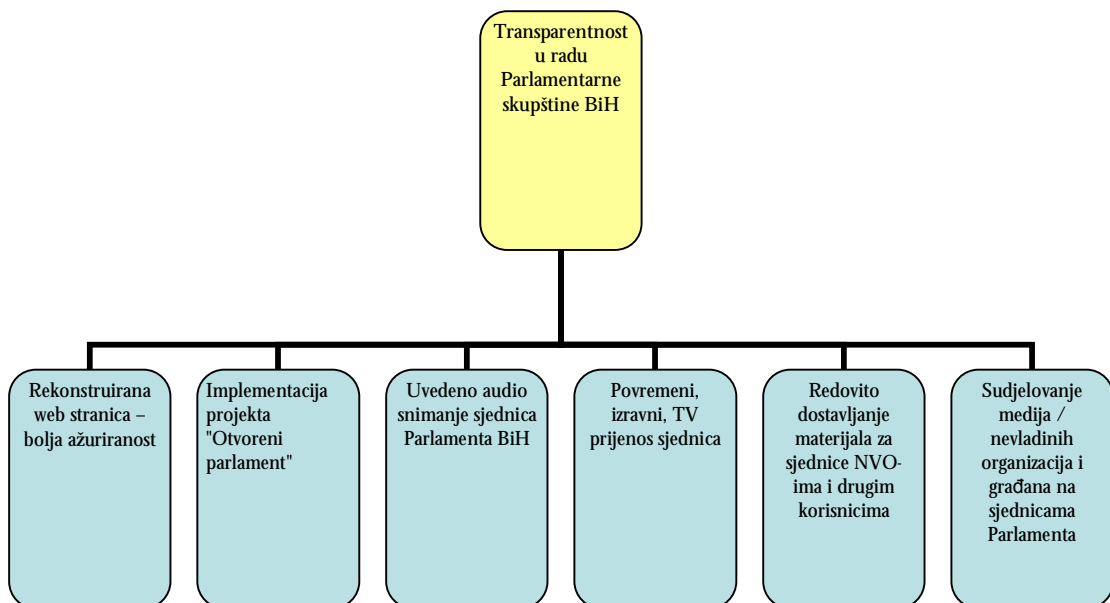 Transparentnost
u radu
Parlamentarne
skupštine BiH
Rekonstruirana
web stranica –
bolja ažuriranost
Implementacija
projekta
"Otvoreni
parlament"
Uvedeno audio
snimanje sjednica
Parlamenta BiH
Povremeni,
izravni, TV
prijenos sjednica
Redovito
dostavljanje
materijala za
sjednice NVO-
ima i drugim
korisnicima
Sudjelovanje
medija /
nevladinih
organizacija i
građana na
sjednicama
Parlamenta